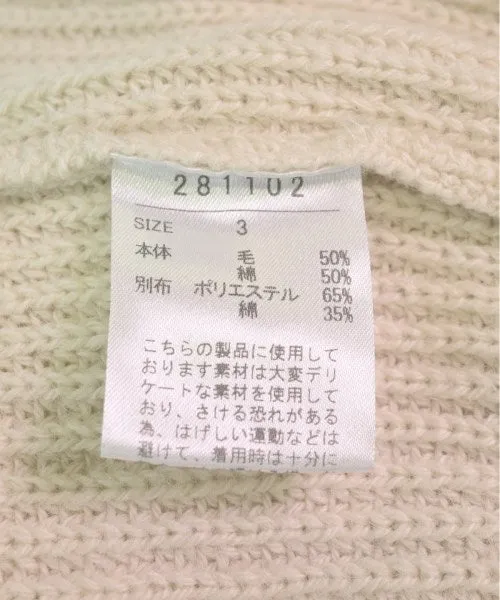 281102
SIZE 3
本体 毛 50%
綿 50%
別布 ポリエステル 65%
綿 35%
こちらの製品に使用して
おります素材は大変デリ
ケートな素材を使用して
おり、さける恐れがある
為、はげしい運動などは
避けて、着用時は十分に